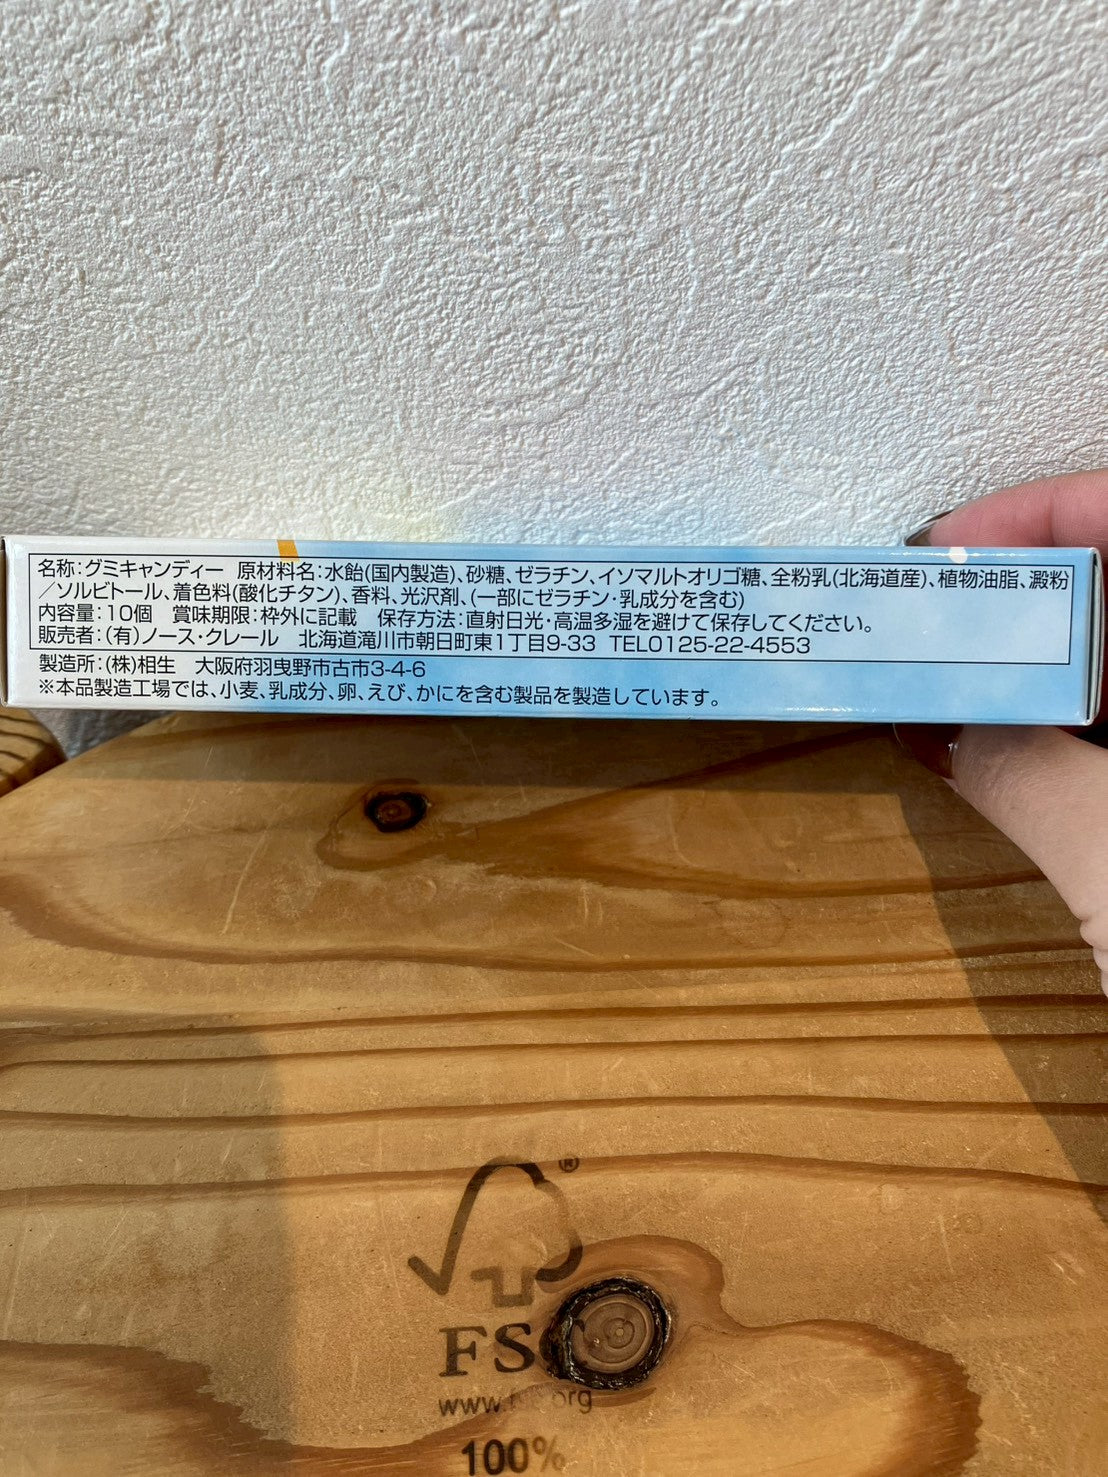 名称:グミキャンディー 原材料名:水飴(国内製造)、砂糖、ゼラチン、イソマルトオリゴ糖、全粉乳(北海道産)、植物油脂、澱粉
/ソルビトール、着色料(酸化チタン)、香料、光沢剤、(一部にゼラチン・乳成分を含む)
内容量:10個 賞味期限:枠外に記載 保存方法:直射日光・高温多湿を避けて保存してください。
販売者:(有)ノース・クレール 北海道滝川市朝日町東1丁目9-33 TEL0125-22-4553
製造所:(株)相生 大阪府羽曳野市古市3-4-6
※本品製造工場では、小麦、乳成分、卵、えび、かにを含む製品を製造しています。
®
FSC
100%